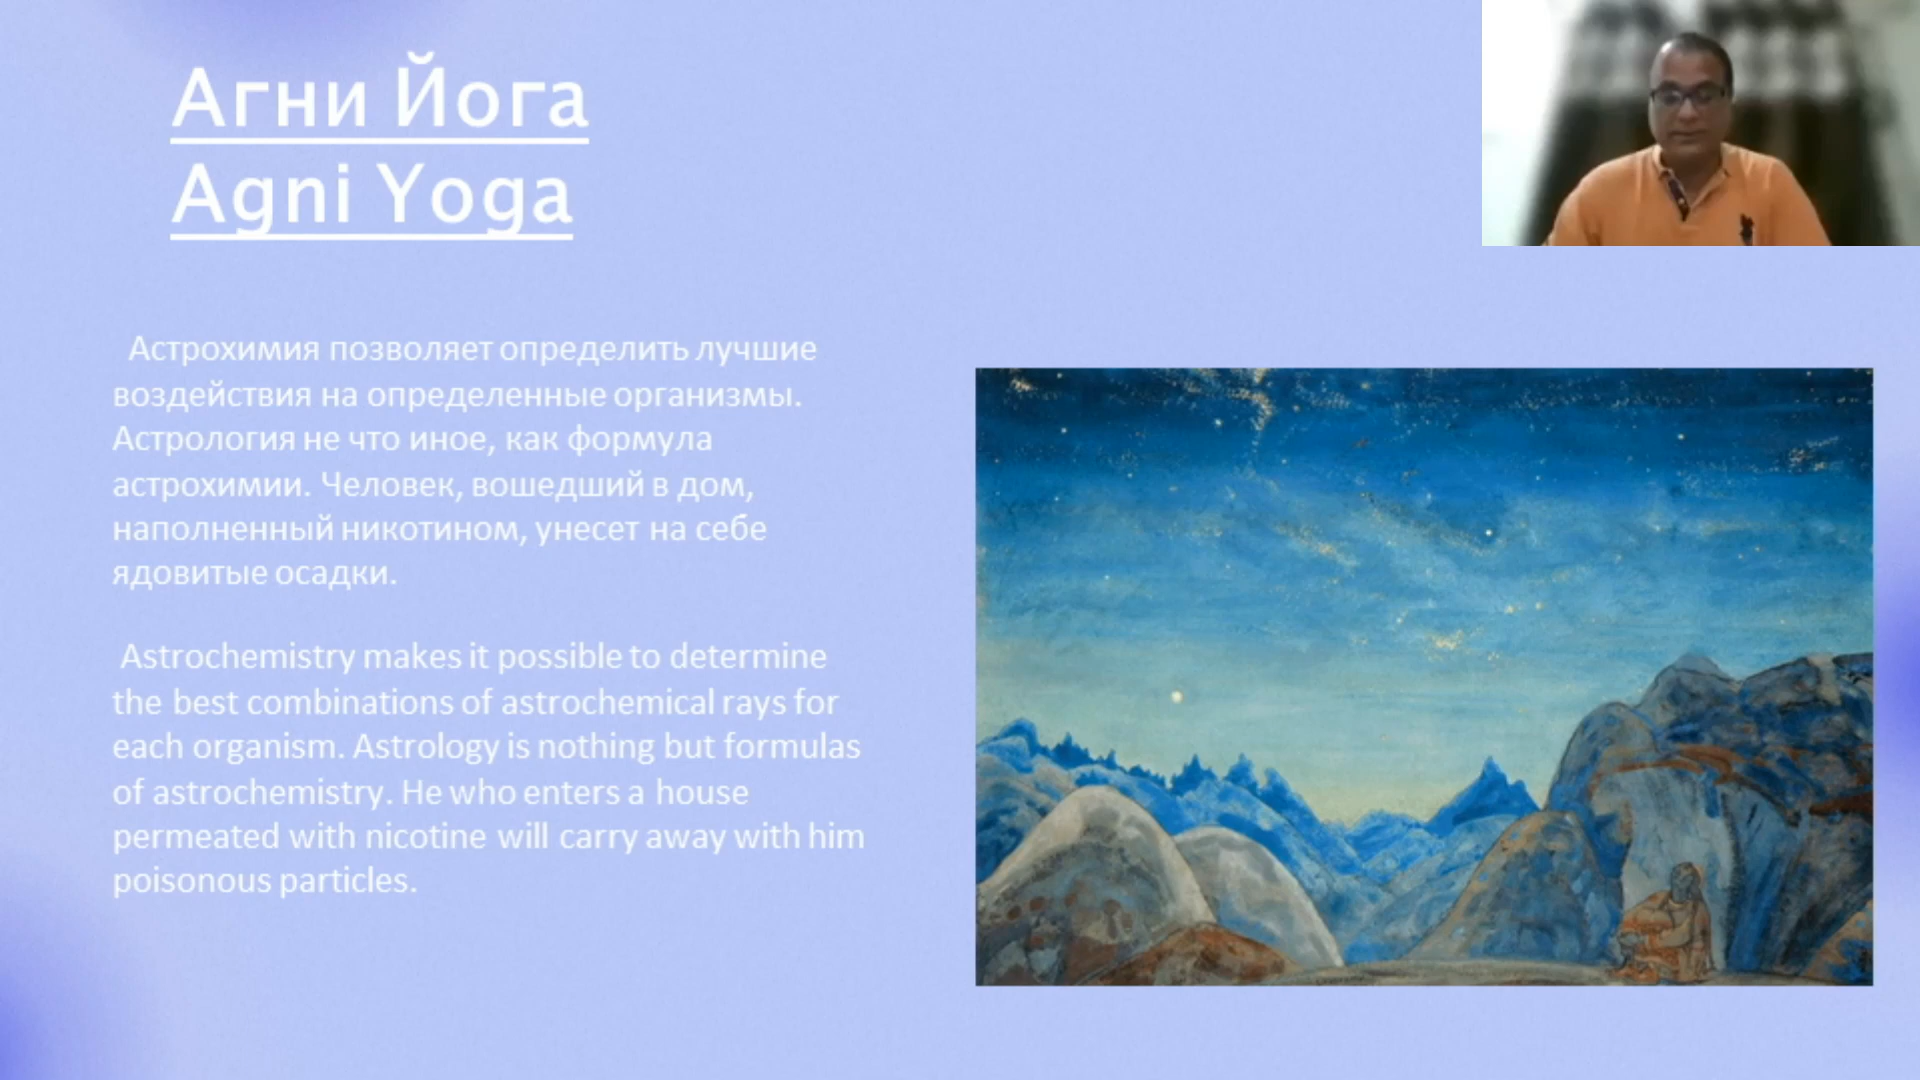 Агни Йога
Agni Yoga
Астрохимия позволяет определить лучшие
воздействия на определенные организмы.
Астрология не что иное, как формула
астрохимии. Человек, вошедший в дом,
наполненный никотином, унесет на себе
ядовитые осадки.
Astrochemistry makes it possible to determine
the best combinations of astrochemical rays for
each organism. Astrology is nothing but formulas
of astrochemistry. He who enters a house
permeated with nicotine will carry away with him
poisonous particles.